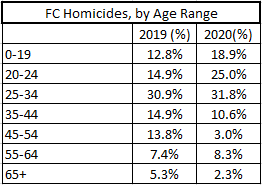 FC Homicides, by Age Range
2019 (%) 2020(%)
0-19 12.8% 18.9%
20-24 14.9% 25.0%
25-34 30.9% 31.8%
35-44 14.9% 10.6%
45-54 13.8% 3.0%
55-64 7.4% 8.3%
65+ 5.3% 2.3%